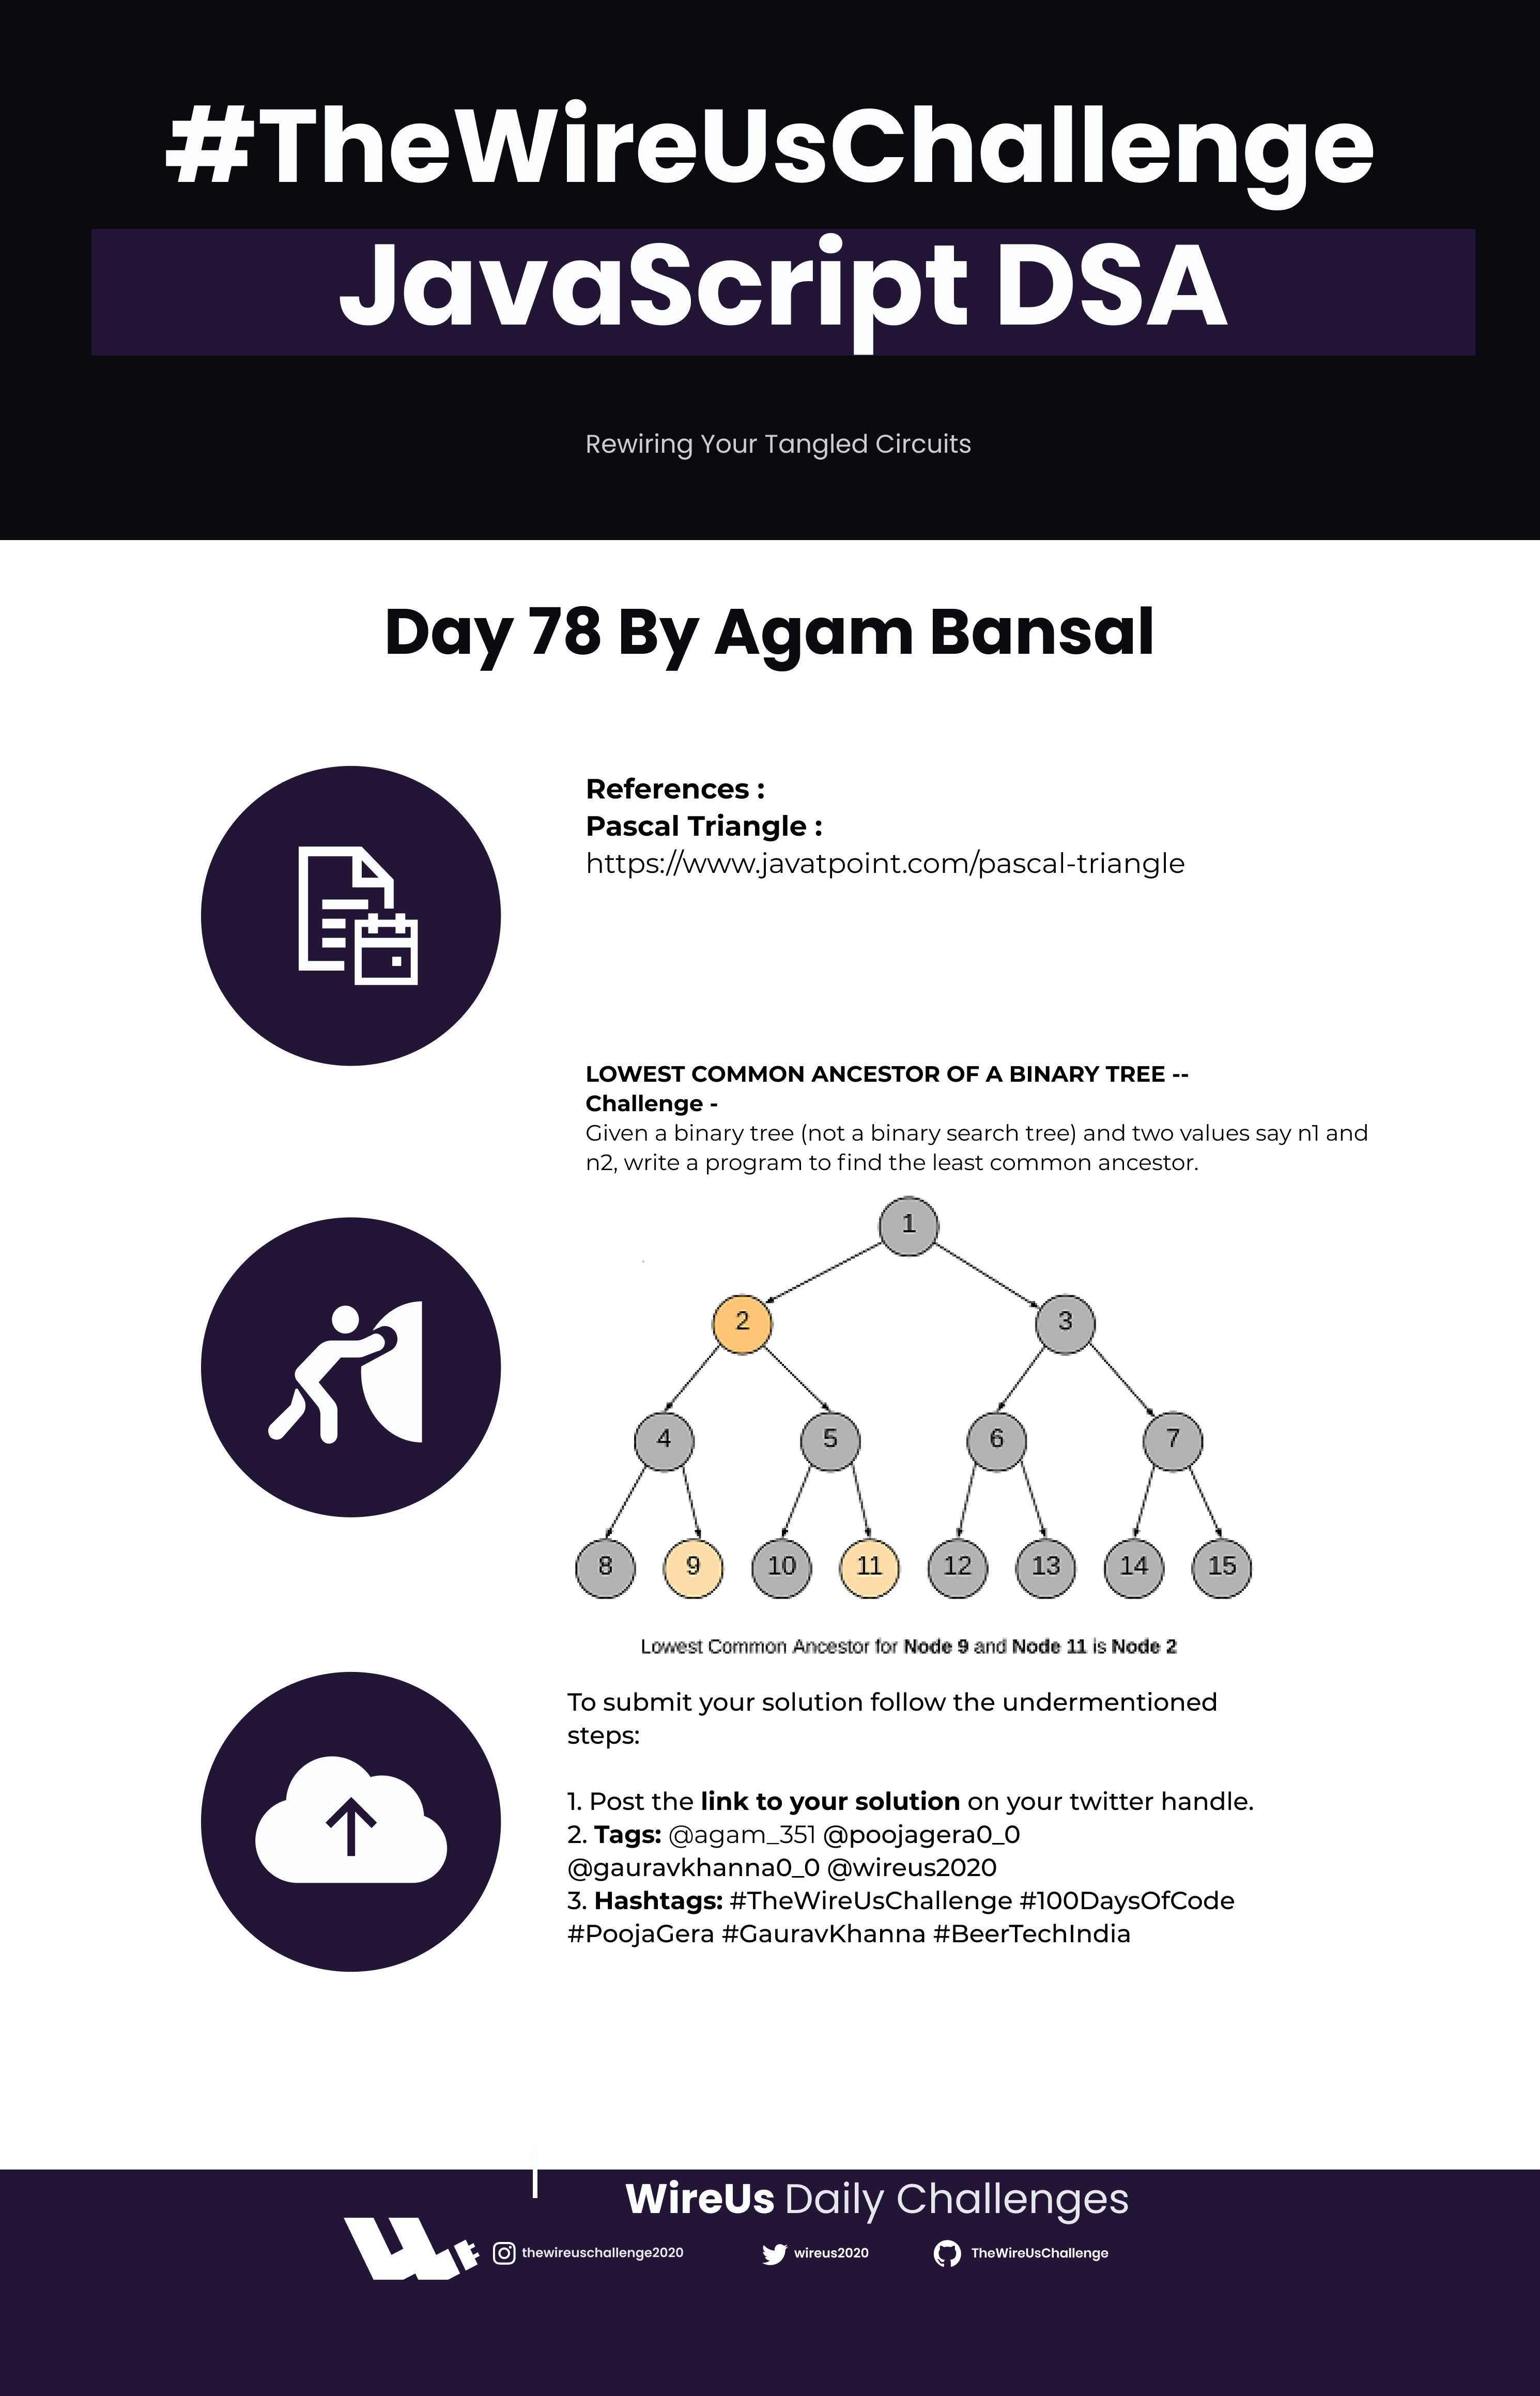 #TheWireUsChallenge
JavaScript DSA
Rewiring Your Tangled Circuits
Day 78 By Agam Bansal
References :
Pascal Triangle :
https://www.javatpoint.com/pascal-triangle
LOWEST COMMON ANCESTOR OF A BINARY TREE --
Challenge -
Given a binary tree (not a binary search tree) and two values say n1 and
n2, write a program to find the least common ancestor.
1
2 3
4 5 6 7
8 9 10 11 12 13 14 15
Lowest Common Ancestor for Node 9 and Node 11 is Node 2
To submit your solution follow the undermentioned
steps:
1. Post the link to your solution on your twitter handle.
2. Tags: @agam_351 @poojagera0_0
@gauravkhanna0_0 @wireus2020
3. Hashtags: #TheWireUsChallenge #100DaysOfCode
#PoojaGera #GauravKhanna #BeerTechIndia
WireUs Daily Challenges
thewireuschallenge2020 wireus2020 TheWireUsChallenge